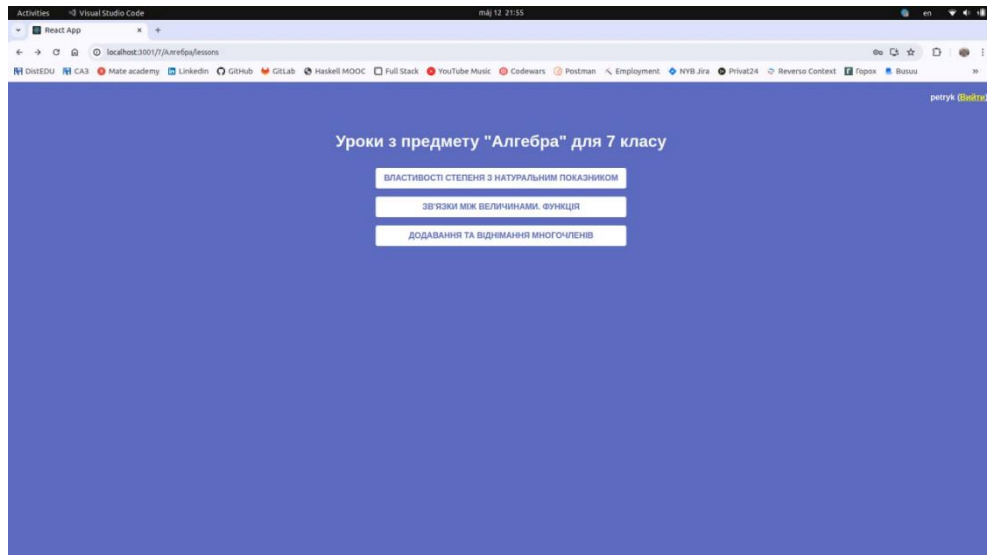 Activities Visual Studio Code máj 12 21:55 en
React App
localhost:3001/7/Алгебра/lessons
DistEDU CA3 Mate academy Linkedin GitHub GitLab Haskell MOOC Full Stack YouTube Music Codewars Postman Employment NYB Jira Privat24 Reverso Context Горох Busuu »
petryk (Вийти)
Уроки з предмету "Алгебра" для 7 класу
ВЛАСТИВОСТІ СТЕПЕНЯ З НАТУРАЛЬНИМ ПОКАЗНИКОМ
ЗВ'ЯЗКИ МІЖ ВЕЛИЧИНАМИ. ФУНКЦІЯ
ДОДАВАННЯ ТА ВІДНІМАННЯ МНОГОЧЛЕНІВ